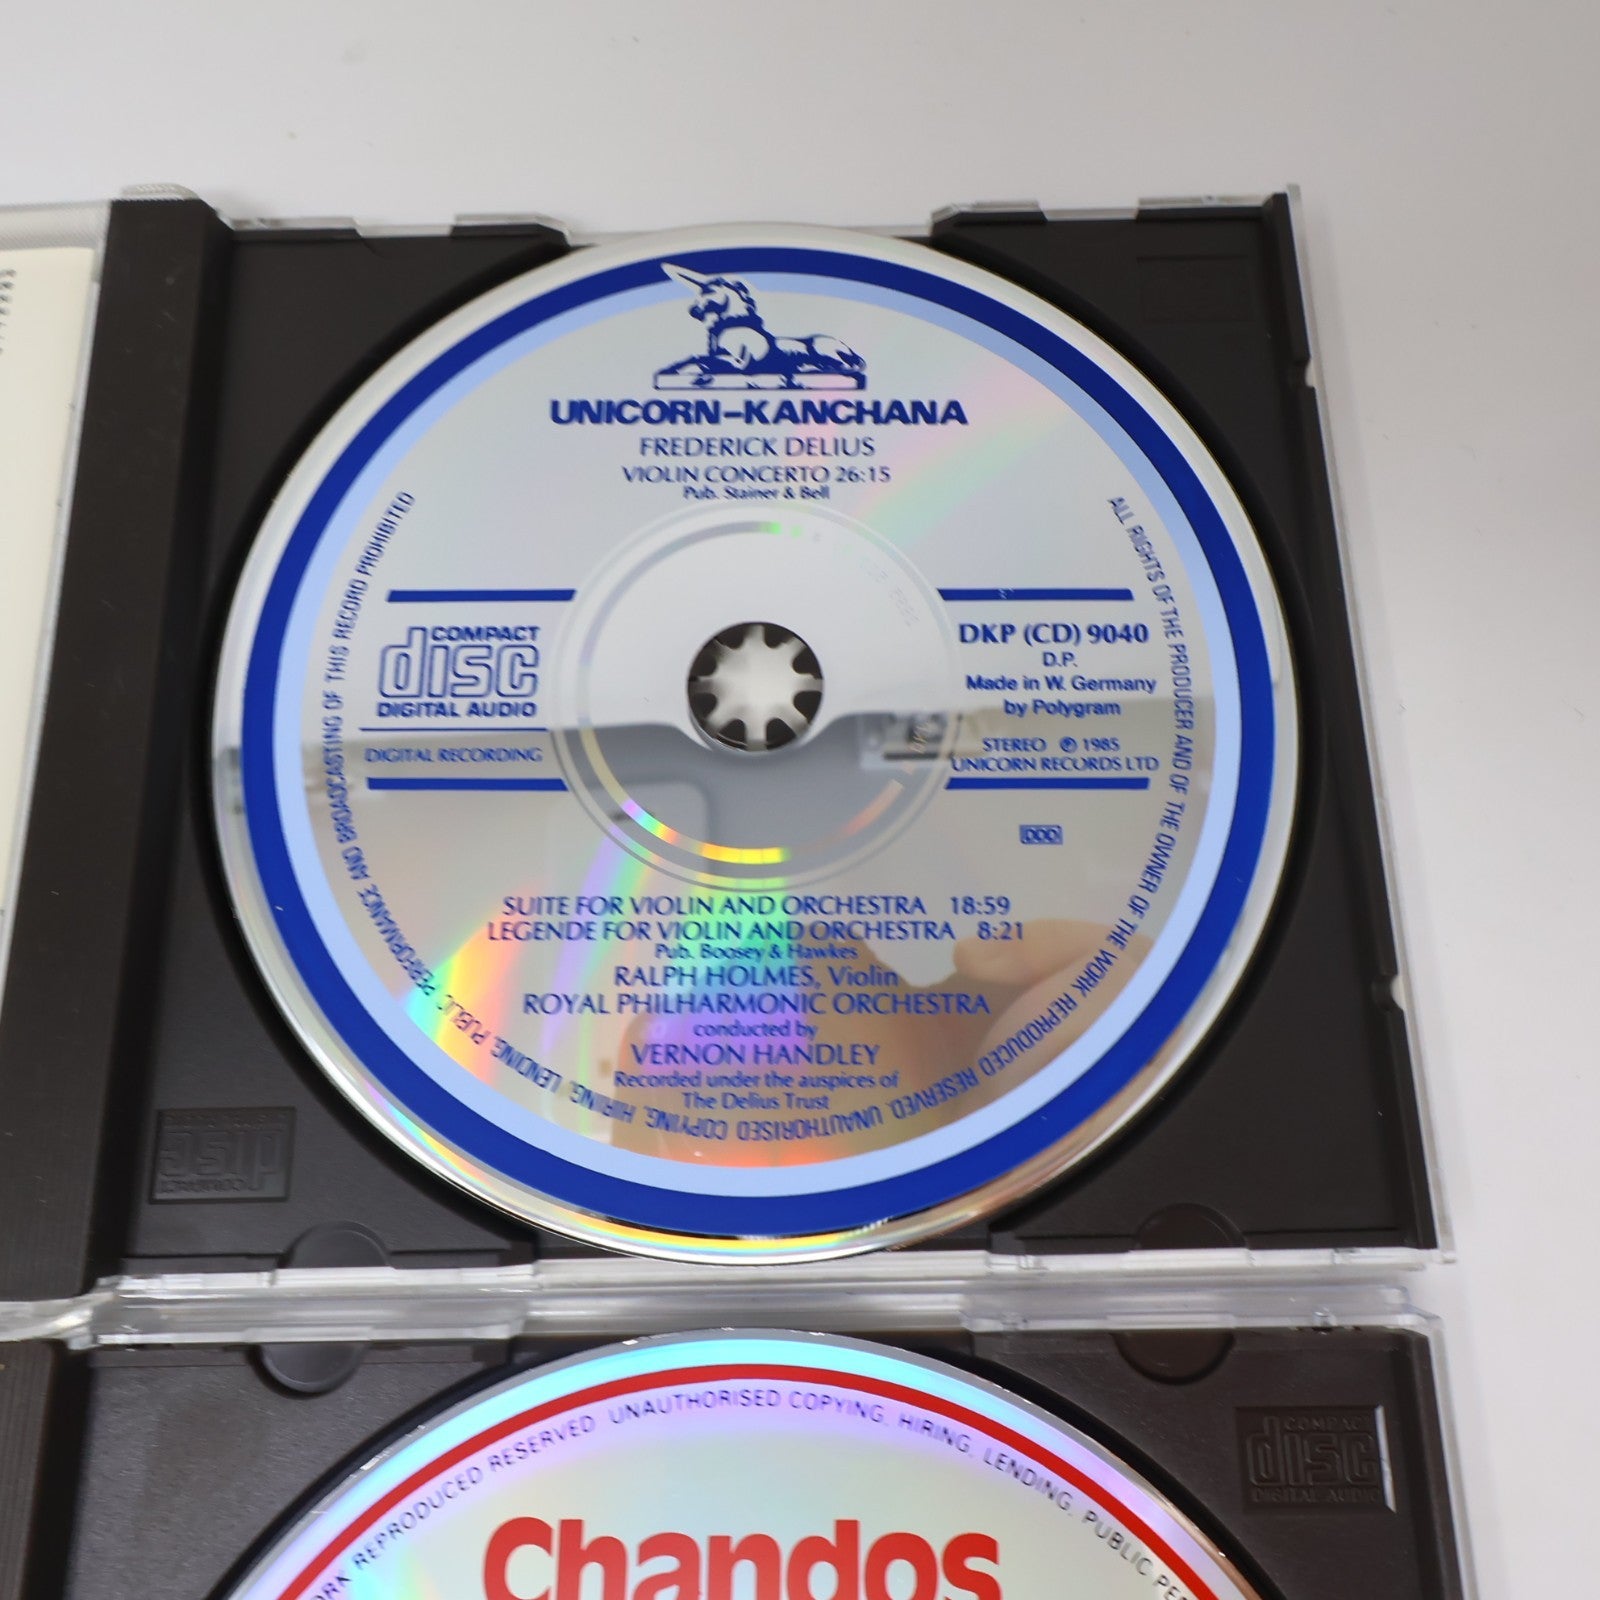 UNICORN-KANCHANA
FREDERICK DELIUS
VIOLIN CONCERTO 26:15
Pub. Stainer & Bell
COMPACT
disc
DIGITAL AUDIO
DIGITAL RECORDING
DKP (CD) 9040
D.P.
Made in W. Germany
by Polygram
STEREO ℗ 1985
UNICORN RECORDS LTD
DDD
SUITE FOR VIOLIN AND ORCHESTRA 18:59
LEGENDE FOR VIOLIN AND ORCHESTRA 8:21
Pub. Boosey & Hawkes
RALPH HOLMES, Violin
ROYAL PHILHARMONIC ORCHESTRA
conducted by
VERNON HANDLEY
Recorded under the auspices of
The Delius Trust
ALL RIGHTS OF THE PRODUCER AND OF THE OWNER OF THE WORK REPRODUCED RESERVED. UNAUTHORISED COPYING, HIRING, LENDING, PUBLIC PERFORMANCE AND BROADCASTING OF THIS RECORD PROHIBITED
COMPACT
disc
COMPACT
disc
DIGITAL AUDIO
REPRODUCED RESERVED UNAUTHORISED COPYING, HIRING, LENDING, PUBLIC
Chandos